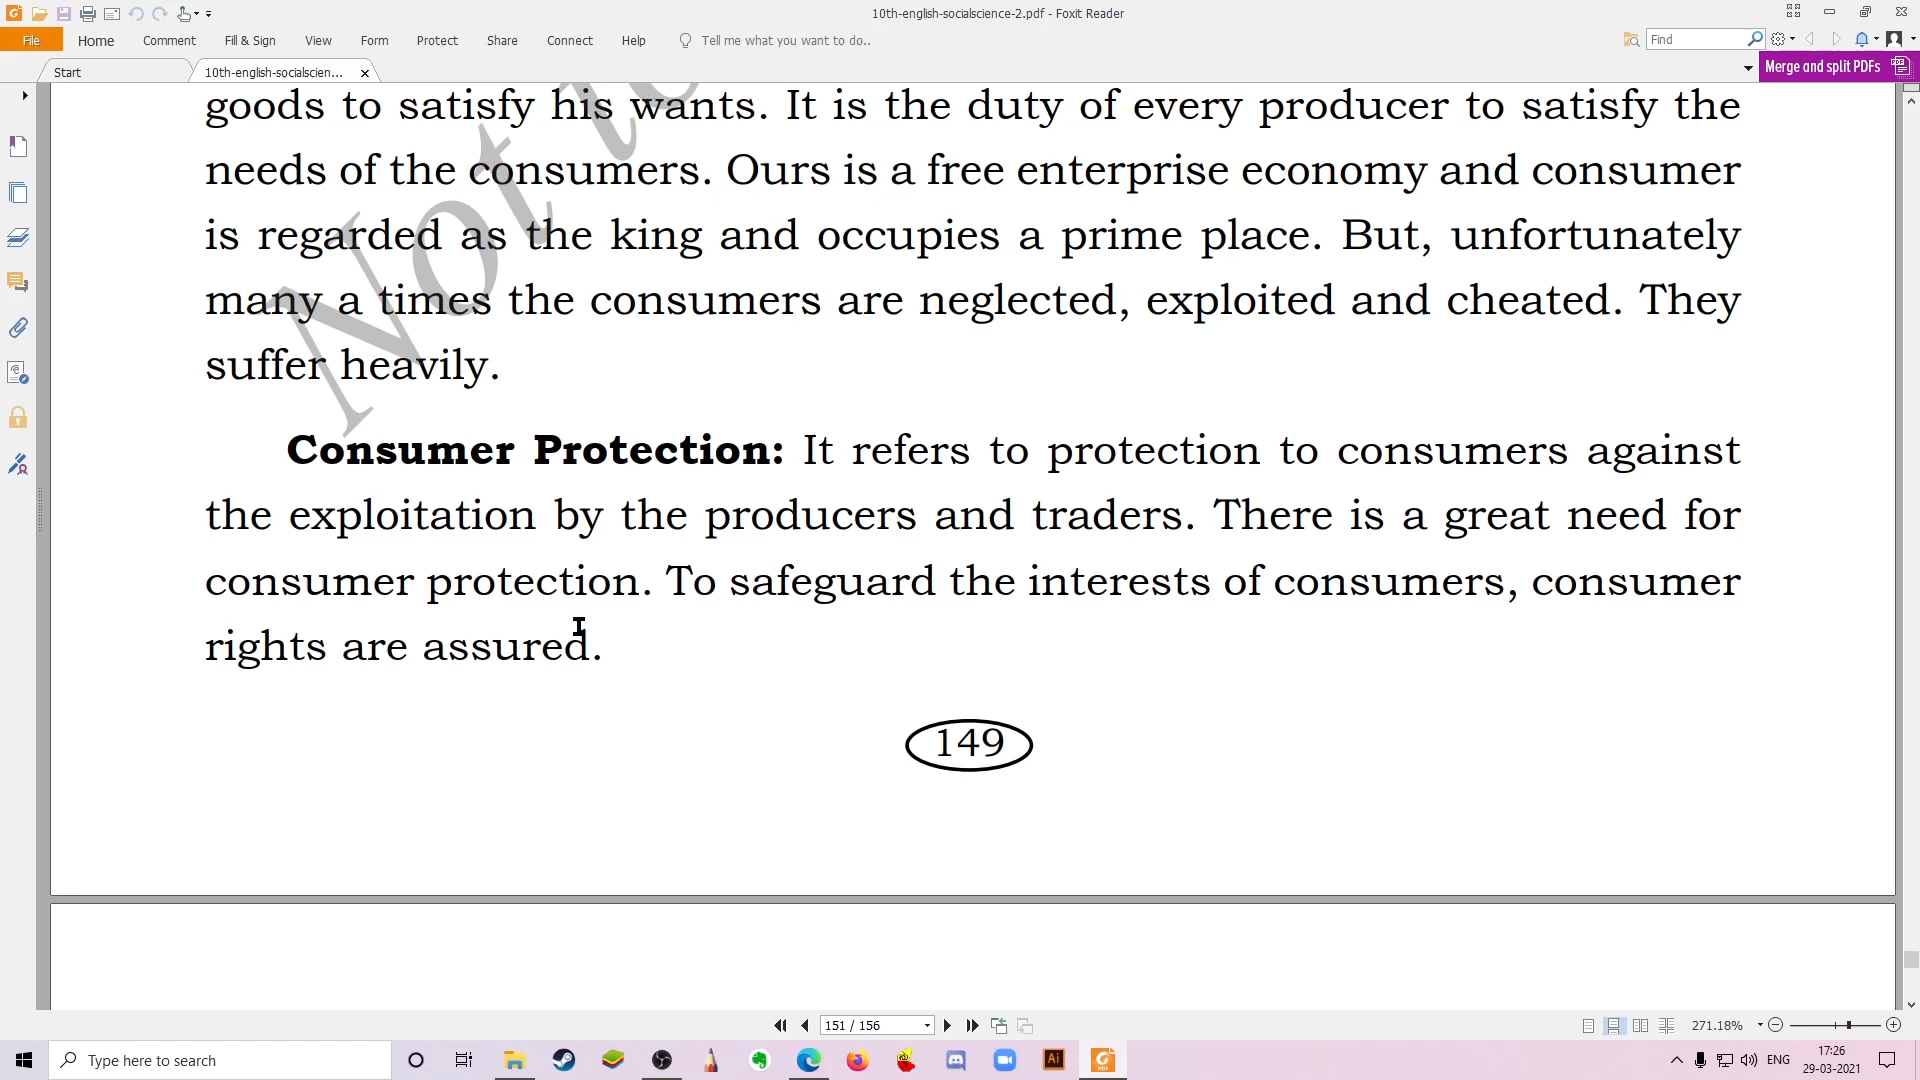 10th-english-socialscience-2.pdf - Foxit Reader
File Home Comment Fill & Sign View Form Protect Share Connect Help Tell me what you want to do.. Find
Start 10th-english-socialscien... Merge and split PDFs
goods to satisfy his wants. It is the duty of every producer to satisfy the
needs of the consumers. Ours is a free enterprise economy and consumer
is regarded as the king and occupies a prime place. But, unfortunately
many a times the consumers are neglected, exploited and cheated. They
suffer heavily.
Not
Consumer Protection: It refers to protection to consumers against
the exploitation by the producers and traders. There is a great need for
consumer protection. To safeguard the interests of consumers, consumer
rights are assured.
149
151 / 156 271.18%
Type here to search Ai ENG 17:26
29-03-2021